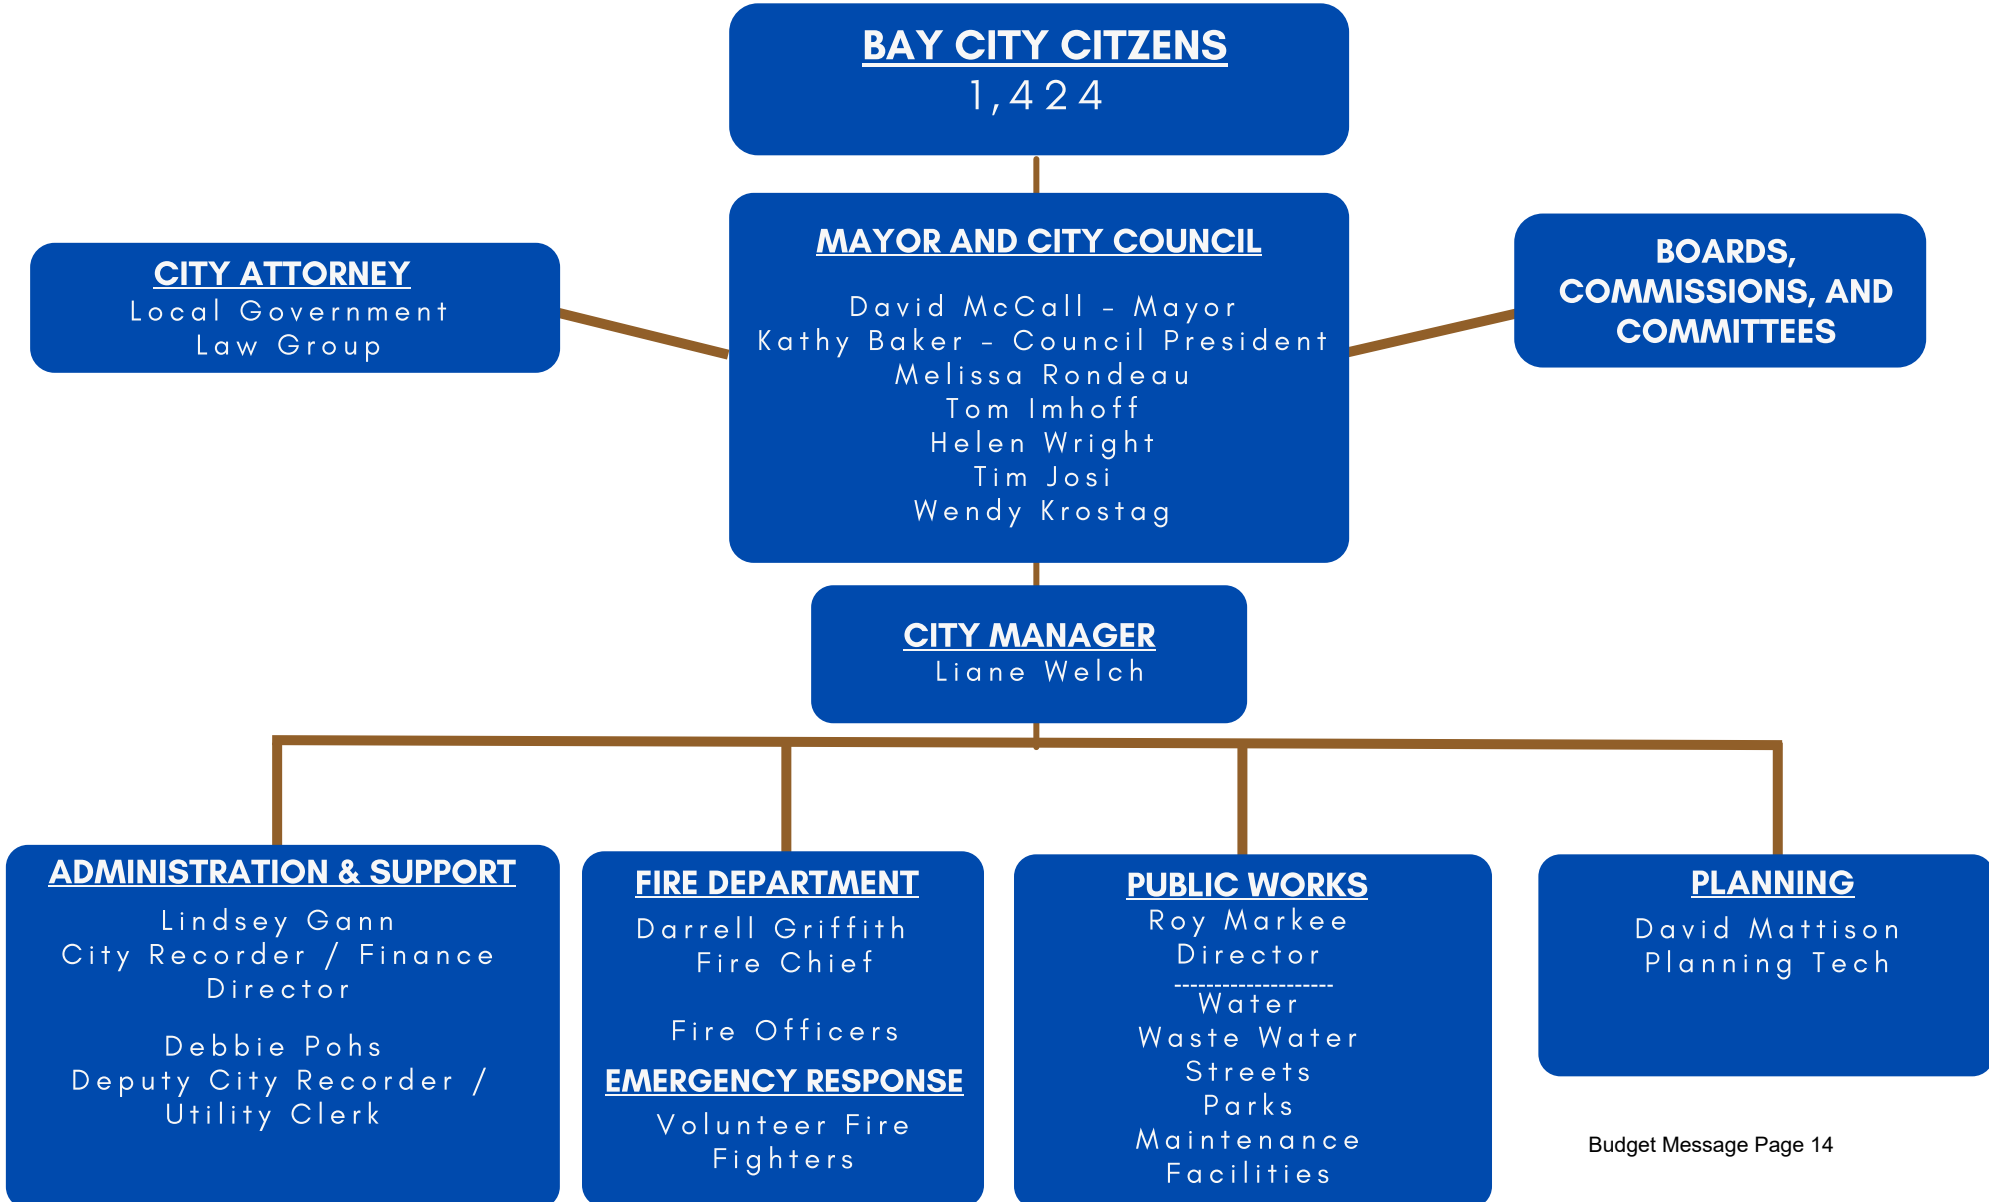 BAY CITY CITZENS
1,424
MAYOR AND CITY COUNCIL
David McCall - Mayor
Kathy Baker - Council President
Melissa Rondeau
Tom Imhoff
Helen Wright
Tim Josi
Wendy Krostag
CITY ATTORNEY
Local Government
Law Group
BOARDS,
COMMISSIONS, AND
COMMITTEES
CITY MANAGER
Liane Welch
ADMINISTRATION & SUPPORT
Lindsey Gann
City Recorder / Finance
Director
Debbie Pohs
Deputy City Recorder /
Utility Clerk
FIRE DEPARTMENT
Darrell Griffith
Fire Chief
Fire Officers
EMERGENCY RESPONSE
Volunteer Fire
Fighters
PUBLIC WORKS
Roy Markee
Director
--------------------
Water
Waste Water
Streets
Parks
Maintenance
Facilities
PLANNING
David Mattison
Planning Tech
Budget Message Page 14